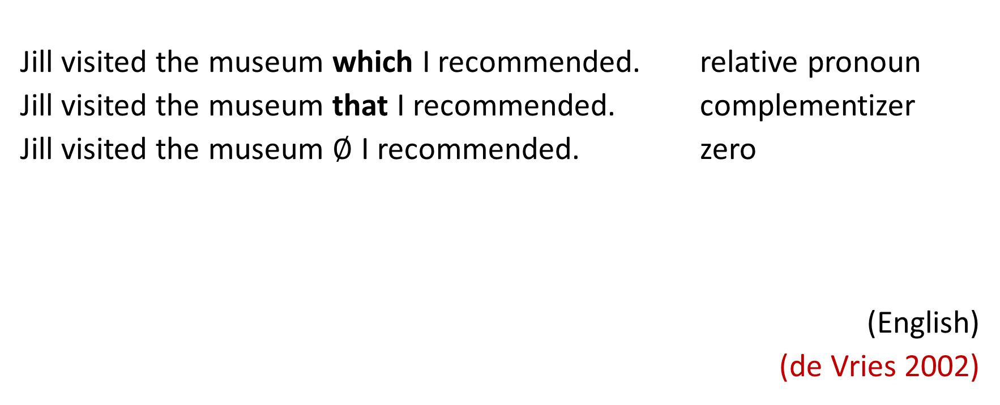 Jill visited the museum which I recommended. relative pronoun
Jill visited the museum that I recommended. complementizer
Jill visited the museum Ø I recommended. zero
(English)
(de Vries 2002)